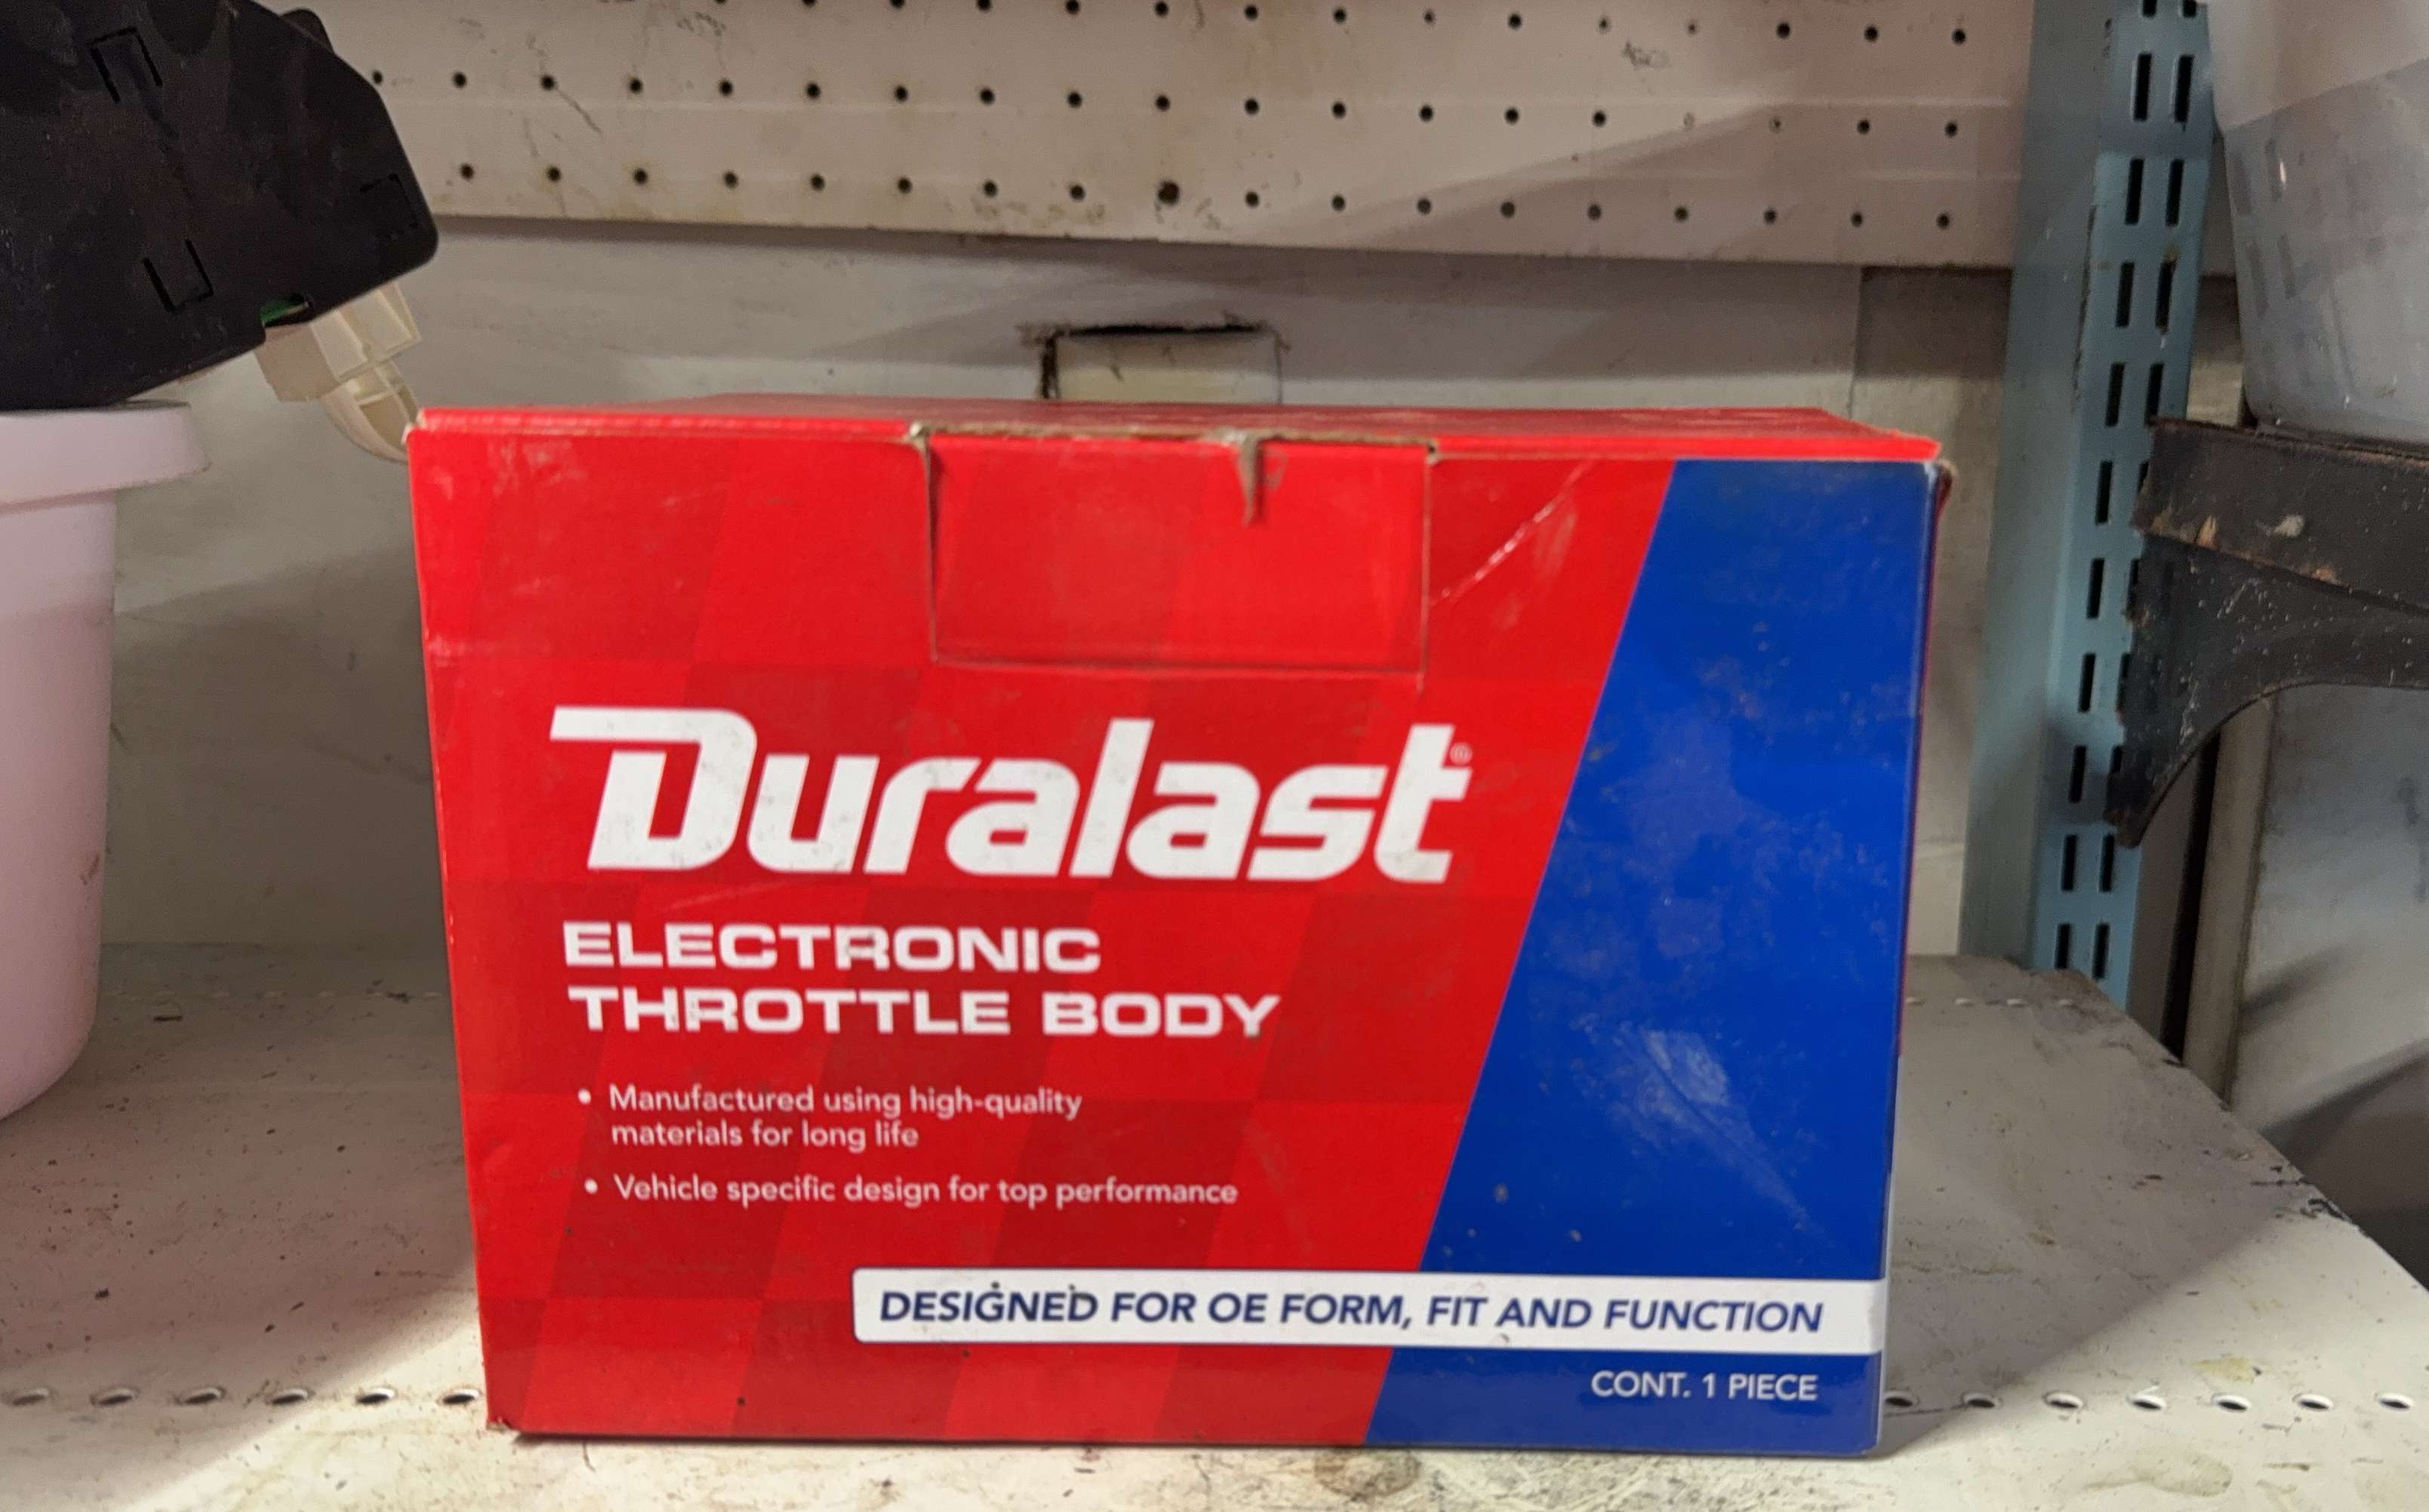 Duralast®
ELECTRONIC
THROTTLE BODY
• Manufactured using high-quality
materials for long life
• Vehicle specific design for top performance
DESIGNED FOR OE FORM, FIT AND FUNCTION
CONT. 1 PIECE